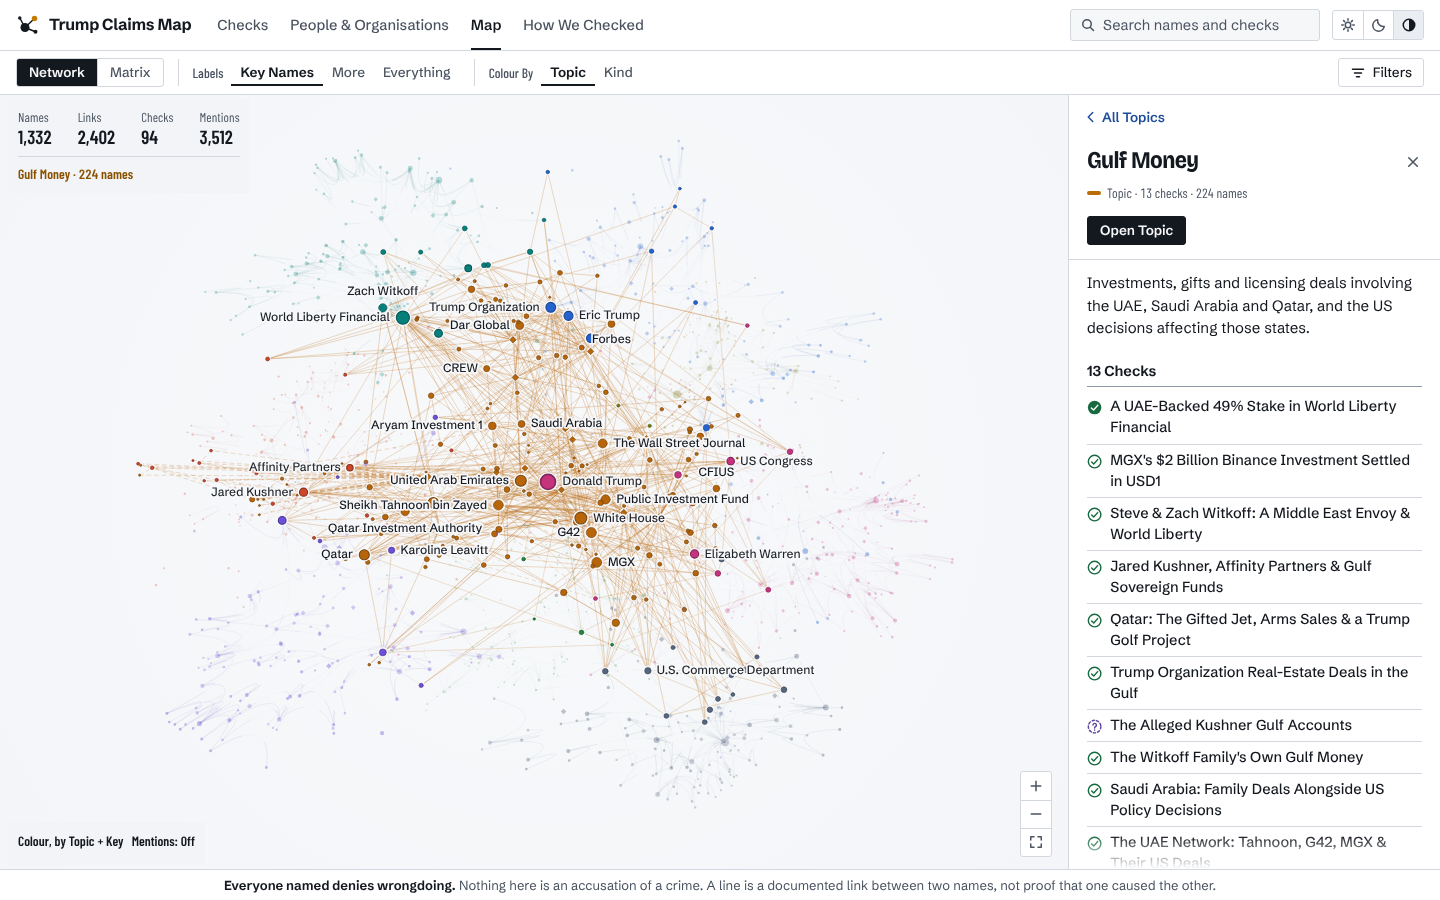 Trump Claims Map
Checks
People & Organisations
Map
How We Checked
Search names and checks
Network
Matrix
Labels
Key Names
More
Everything
Colour By
Topic
Kind
Filters
Names
Links
Checks
Mentions
1,332
2,402
94
3,512
Gulf Money · 224 names
Zach Witkoff
World Liberty Financial
Trump Organization
Eric Trump
Dar Global
Forbes
CREW
Aryam Investment 1
Saudi Arabia
The Wall Street Journal
Affinity Partners
US Congress
CFIUS
United Arab Emirates
Donald Trump
Jared Kushner
Sheikh Tahnoon bin Zayed
Public Investment Fund
White House
Qatar Investment Authority
G42
Qatar
Karoline Leavitt
MGX
Elizabeth Warren
U.S. Commerce Department
Colour, by Topic + Key
Mentions: Off
All Topics
Gulf Money
Topic · 13 checks · 224 names
Open Topic
Investments, gifts and licensing deals involving
the UAE, Saudi Arabia and Qatar, and the US
decisions affecting those states.
13 Checks
A UAE-Backed 49% Stake in World Liberty
Financial
MGX's $2 Billion Binance Investment Settled
in USD1
Steve & Zach Witkoff: A Middle East Envoy &
World Liberty
Jared Kushner, Affinity Partners & Gulf
Sovereign Funds
Qatar: The Gifted Jet, Arms Sales & a Trump
Golf Project
Trump Organization Real-Estate Deals in the
Gulf
The Alleged Kushner Gulf Accounts
The Witkoff Family's Own Gulf Money
Saudi Arabia: Family Deals Alongside US
Policy Decisions
The UAE Network: Tahnoon, G42, MGX &
Their US Deals
Everyone named denies wrongdoing. Nothing here is an accusation of a crime. A line is a documented link between two names, not proof that one caused the other.